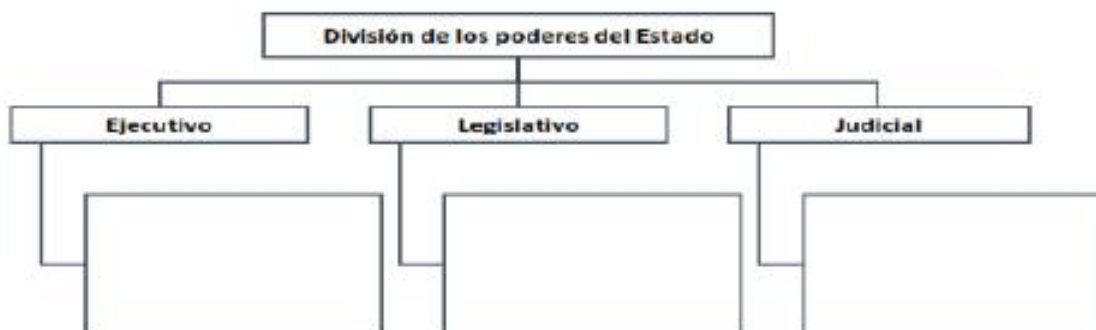 División de los poderes del Estado
Ejecutivo
Legislativo
Judicial